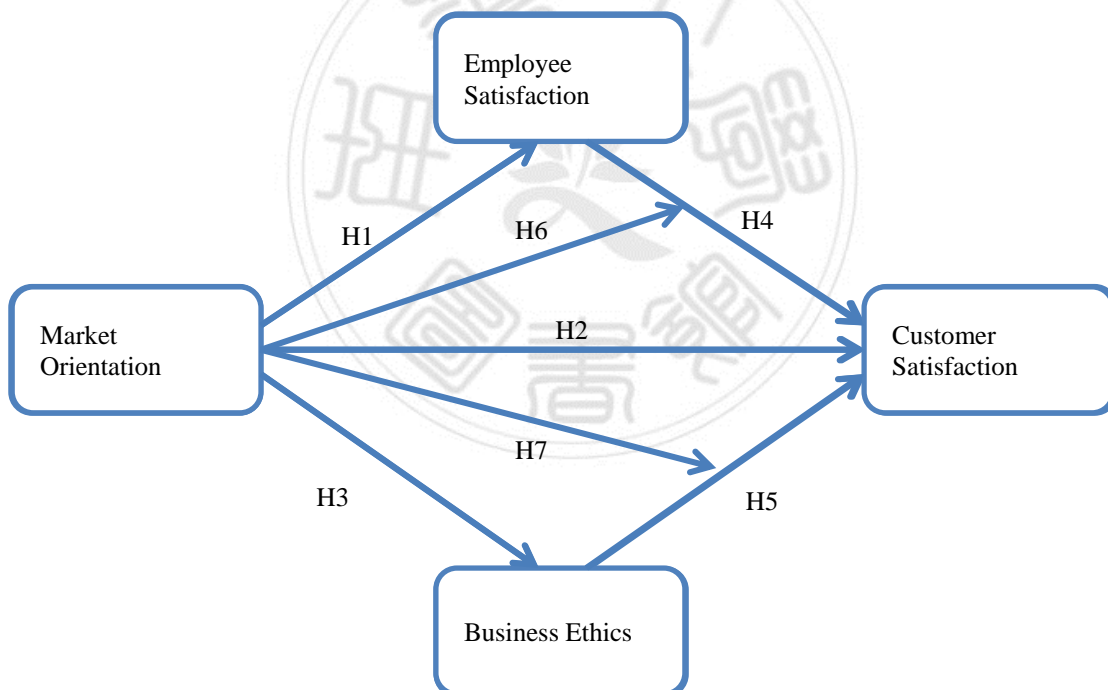 Employee
Satisfaction
H1
H6
H4
Market
Orientation
H2
Customer
Satisfaction
H7
H3
H5
Business Ethics